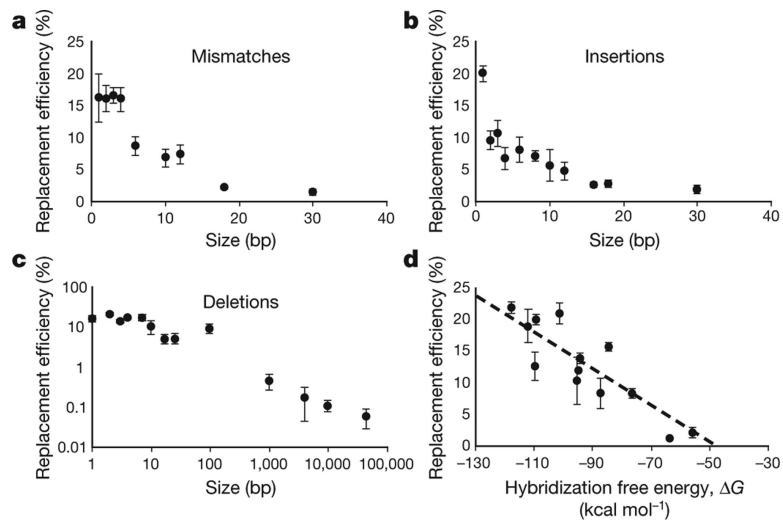 a
Mismatches
Replacement efficiency (%)
25
20
15
10
5
0
0 10 20 30 40
Size (bp)
b
Insertions
Replacement efficiency (%)
25
20
15
10
5
0
0 10 20 30 40
Size (bp)
c
Deletions
Replacement efficiency (%)
100
10
1
0.1
0.01
1 10 100 1,000 10,000 100,000
Size (bp)
d
Replacement efficiency (%)
25
20
15
10
5
0
–130 –110 –90 –70 –50 –30
Hybridization free energy, ΔG
(kcal mol⁻¹)